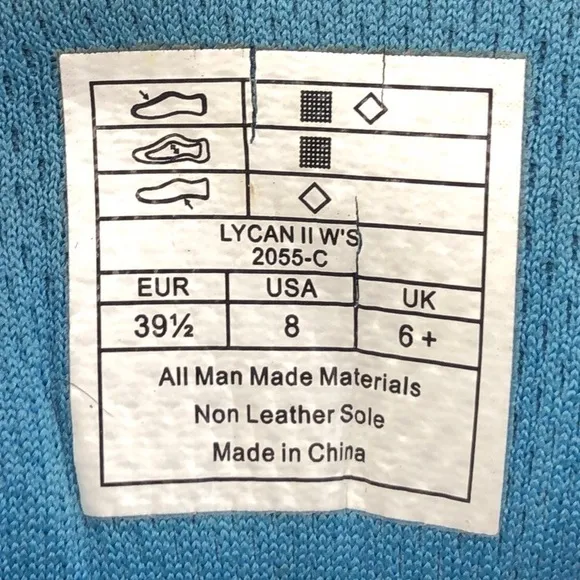 LYCAN II W'S
2055-C
EUR USA UK
39½ 8 6 +
All Man Made Materials
Non Leather Sole
Made in China